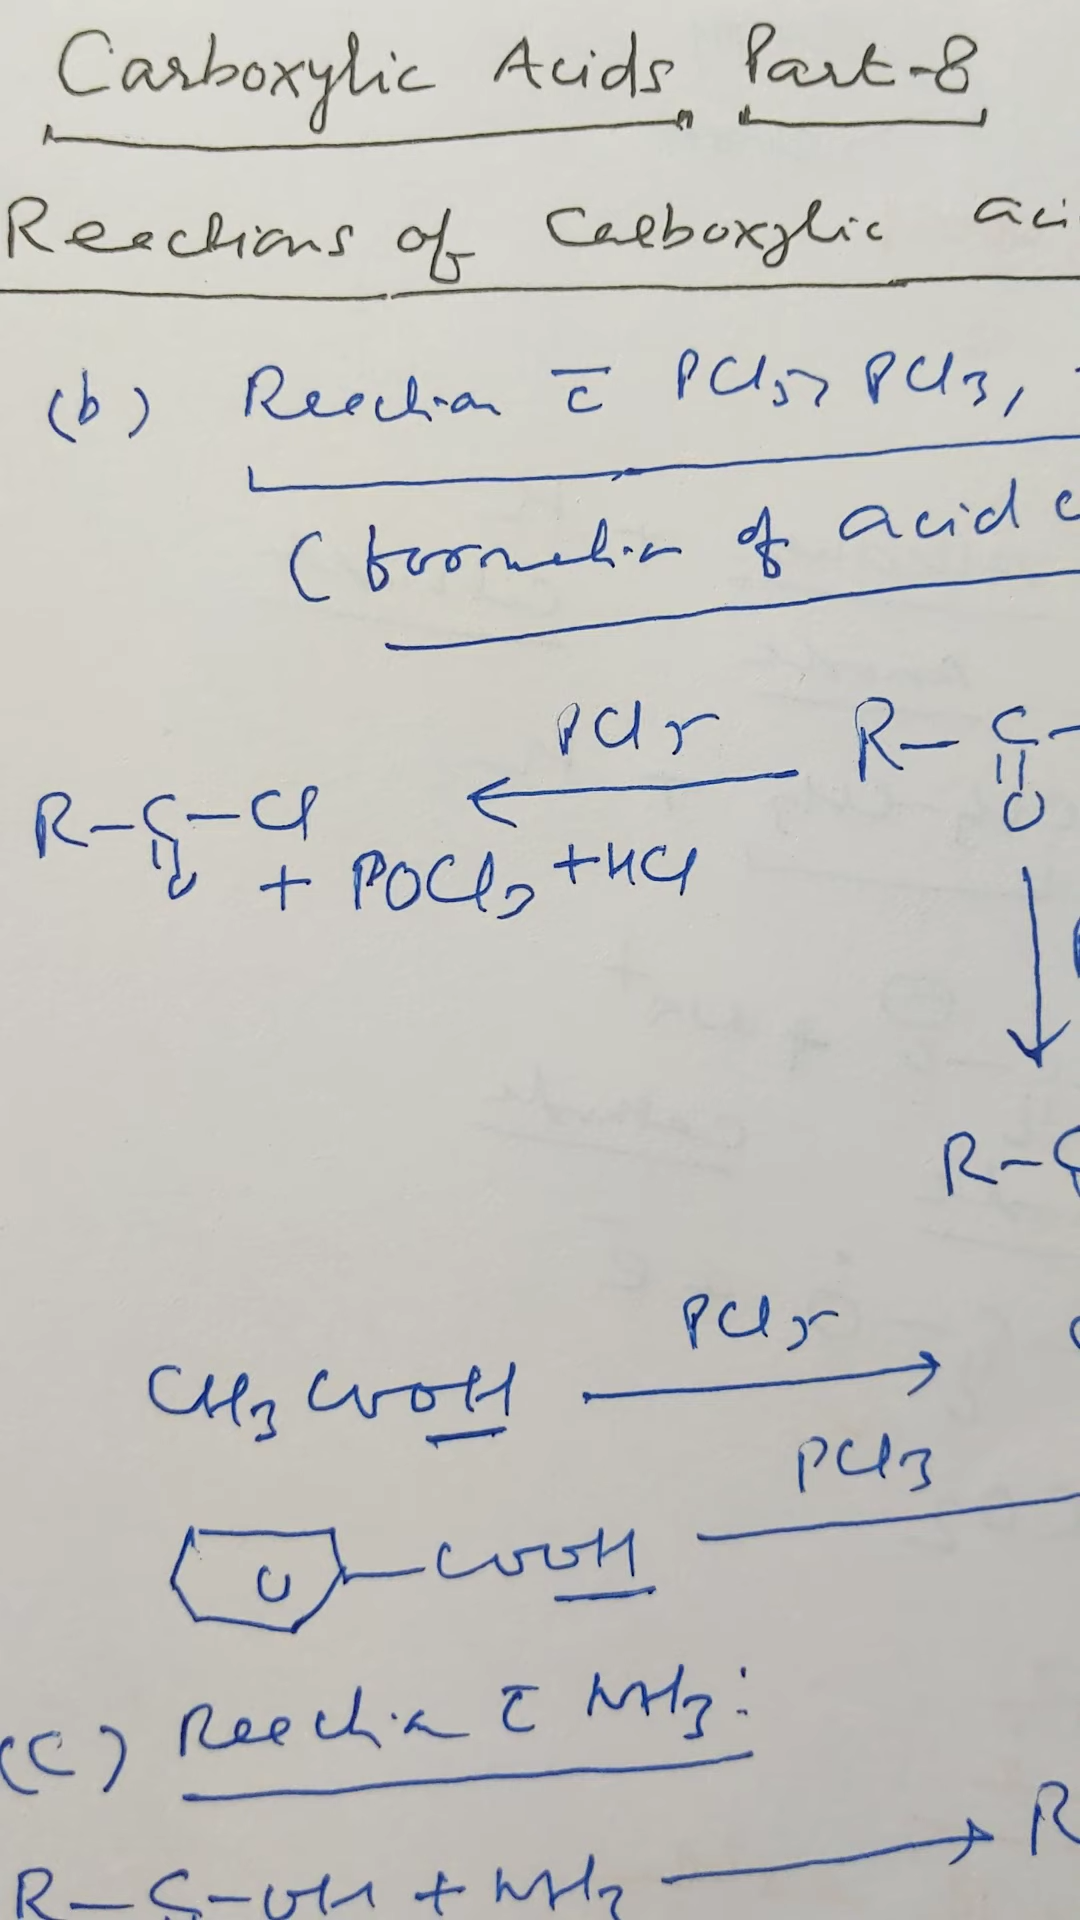 Carboxylic Acids Part-8
Reactions of Carboxylic aci
(b) Reaction c̄ PCl5, PCl3,
(formation of acid c
PCl5
R-C-
O
R-C-Cl
O
+ POCl3 + HCl
R-C
PCl5
CH3COOH
PCl3
COOH
(C) Reaction c̄ NH3:
R
R-C-OH + NH3